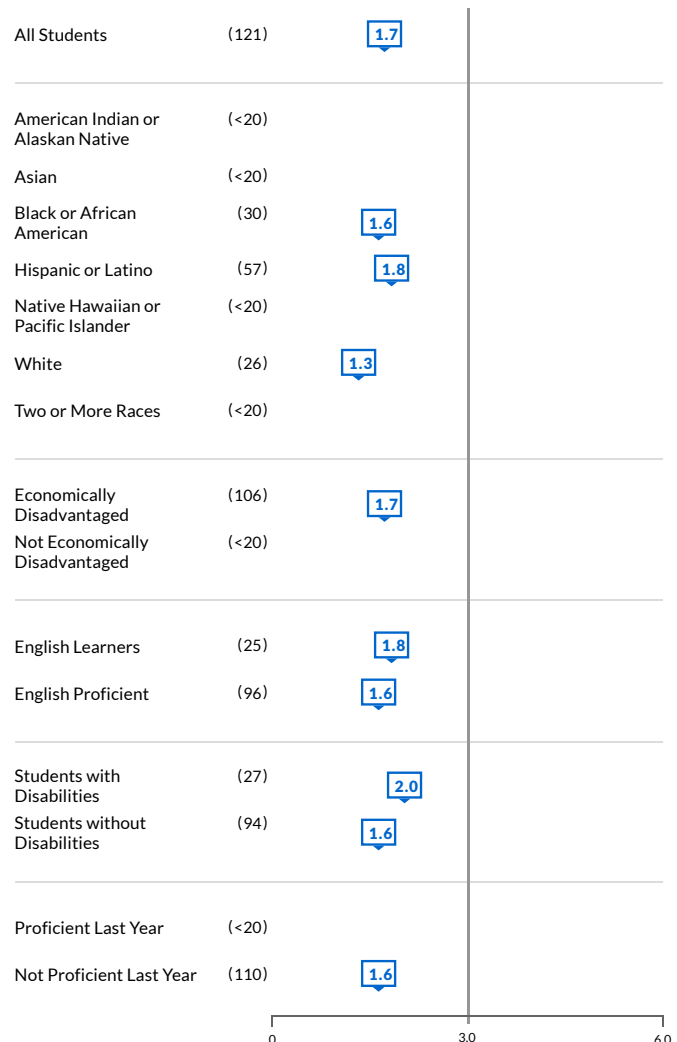 All Students (121) 1.7
American Indian or (<20)
Alaskan Native
Asian (<20)
Black or African (30) 1.6
American
Hispanic or Latino (57) 1.8
Native Hawaiian or (<20)
Pacific Islander
White (26) 1.3
Two or More Races (<20)
Economically (106) 1.7
Disadvantaged
Not Economically (<20)
Disadvantaged
English Learners (25) 1.8
English Proficient (96) 1.6
Students with (27) 2.0
Disabilities
Students without (94) 1.6
Disabilities
Proficient Last Year (<20)
Not Proficient Last Year (110) 1.6
0 3.0 6.0